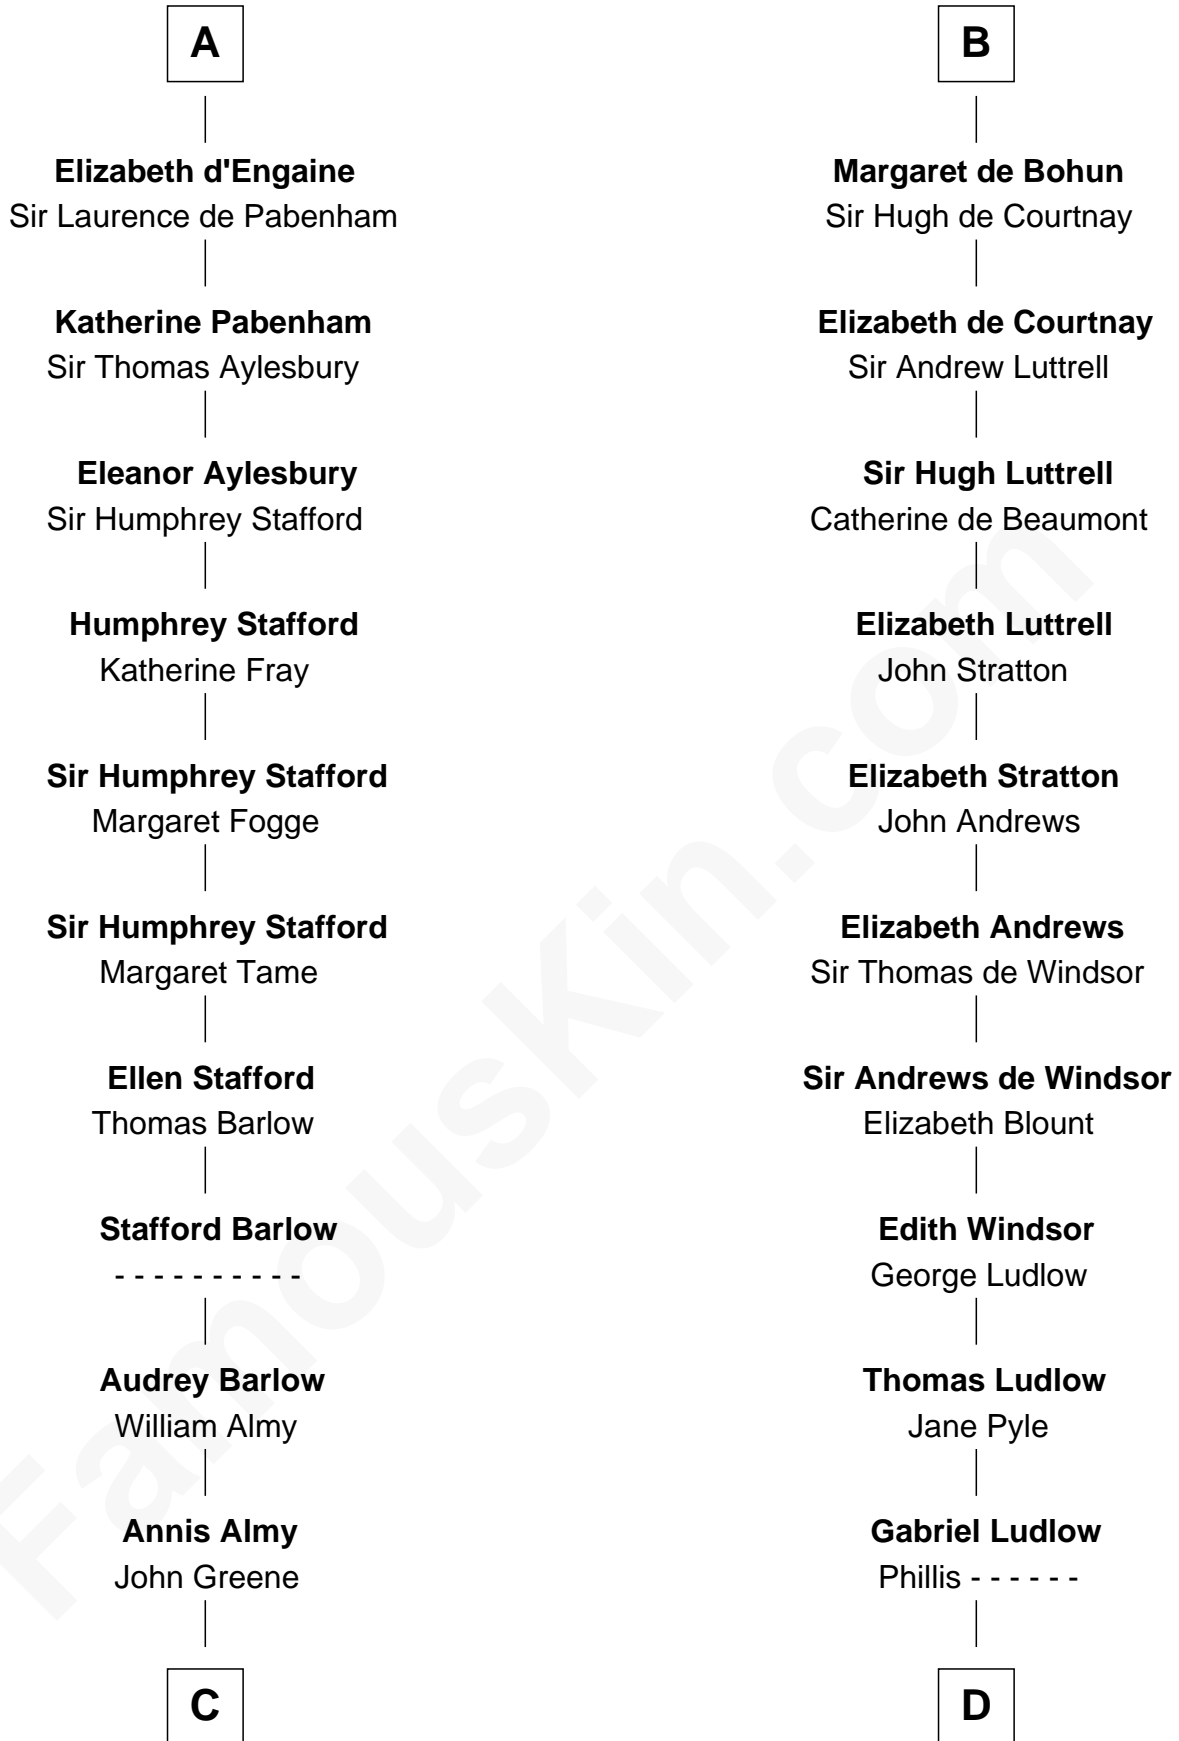 A
Elizabeth d'Engaine
Sir Laurence de Pabenham
Katherine Pabenham
Sir Thomas Aylesbury
Eleanor Aylesbury
Sir Humphrey Stafford
Humphrey Stafford
Katherine Fray
Sir Humphrey Stafford
Margaret Fogge
Sir Humphrey Stafford
Margaret Tame
Ellen Stafford
Thomas Barlow
Stafford Barlow
- - - - - - - - - -
Audrey Barlow
William Almy
Annis Almy
John Greene
C
B
Margaret de Bohun
Sir Hugh de Courtnay
Elizabeth de Courtnay
Sir Andrew Luttrell
Sir Hugh Luttrell
Catherine de Beaumont
Elizabeth Luttrell
John Stratton
Elizabeth Stratton
John Andrews
Elizabeth Andrews
Sir Thomas de Windsor
Sir Andrews de Windsor
Elizabeth Blount
Edith Windsor
George Ludlow
Thomas Ludlow
Jane Pyle
Gabriel Ludlow
Phillis - - - - - -
D
FamousKin.com